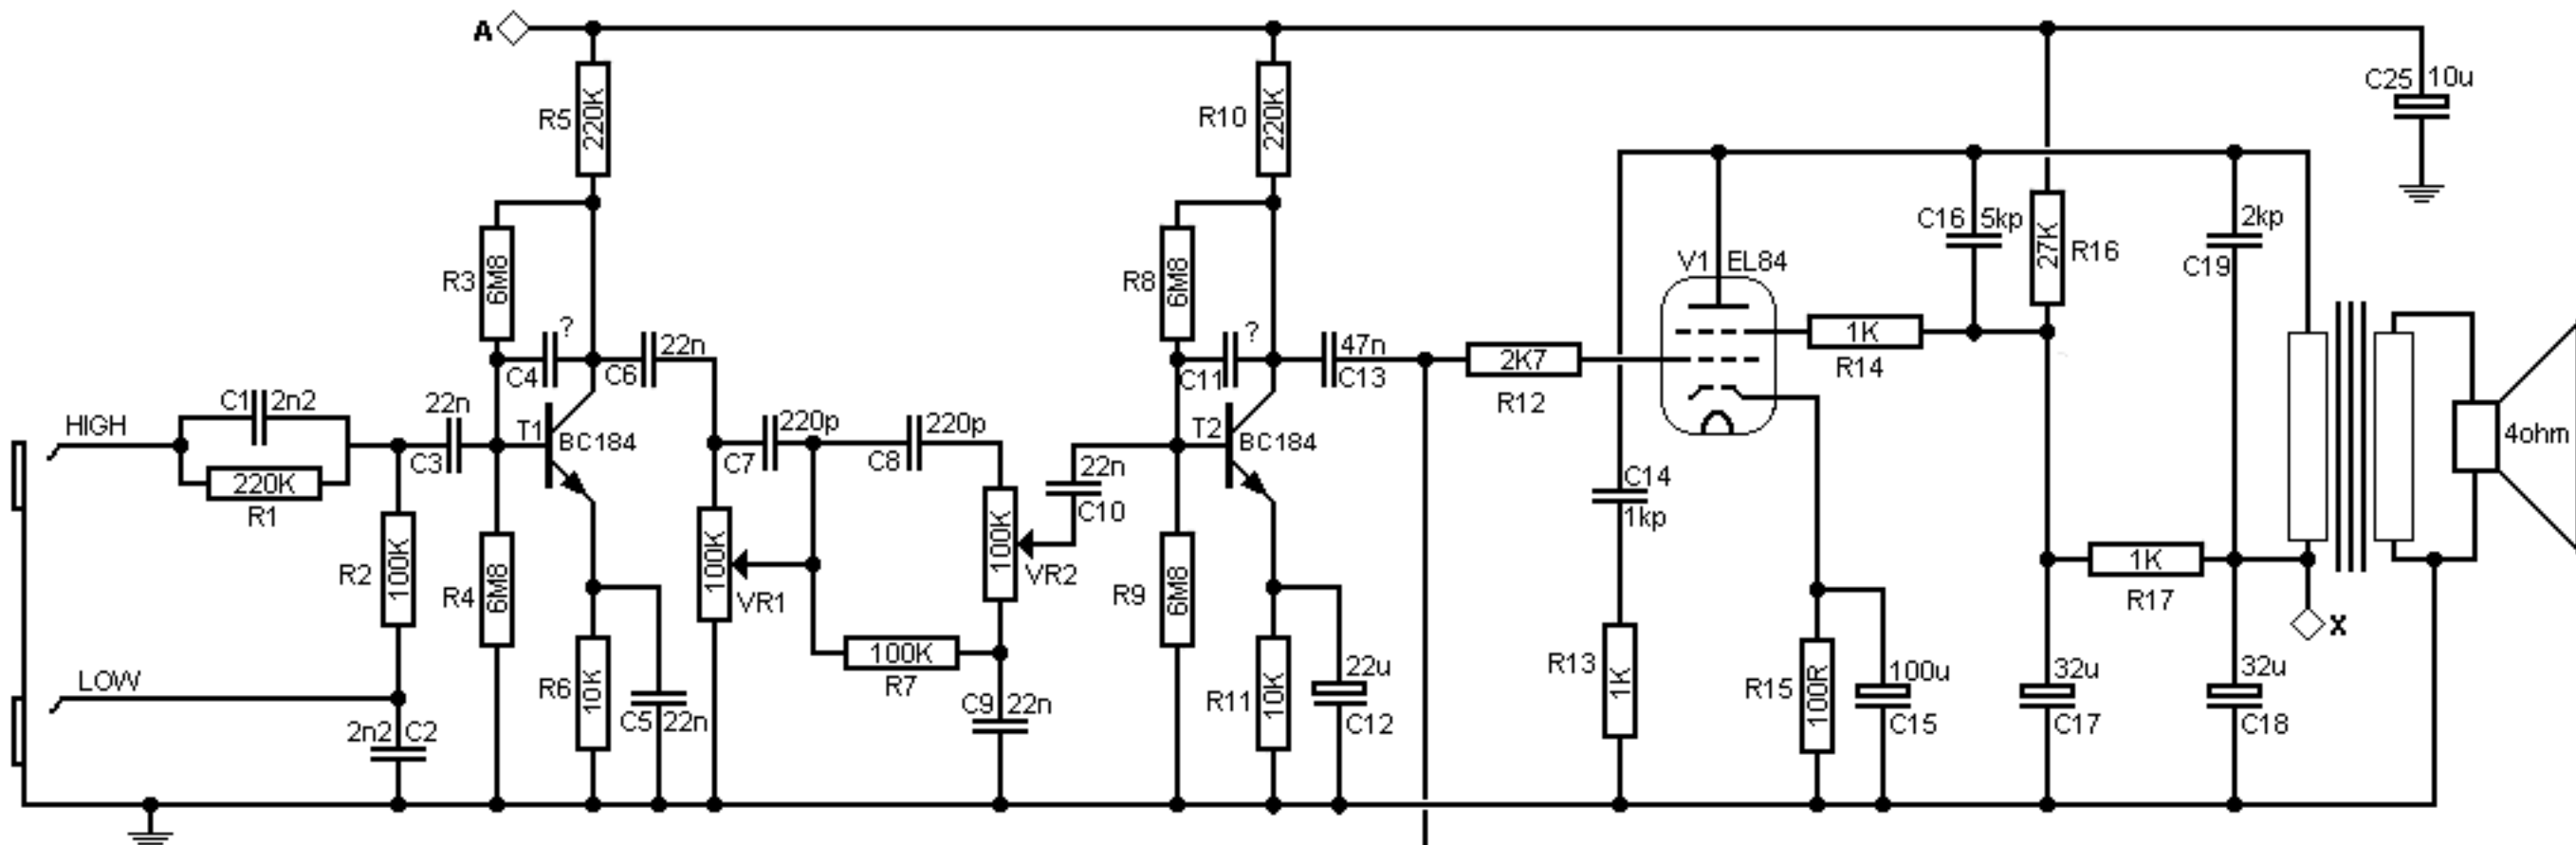 A
R5
220K
R10
220K
C25
10u
R3
6M8
R8
6M8
C16
5kp
27K
R16
2kp
C19
V1
EL84
?
C4
C6
22n
?
C11
47n
C13
2K7
R12
1K
R14
HIGH
C1
2n2
22n
C3
T1
BC184
220p
C7
220p
C8
T2
BC184
22n
C10
4ohm
220K
R1
C14
1kp
R2
100K
R4
6M8
100K
VR1
100K
VR2
R9
6M8
1K
R17
X
LOW
R6
10K
100K
R7
R11
10K
22u
C12
R13
1K
R15
100R
100u
C15
32u
C17
32u
C18
2n2
C2
C5
22n
C9
22n